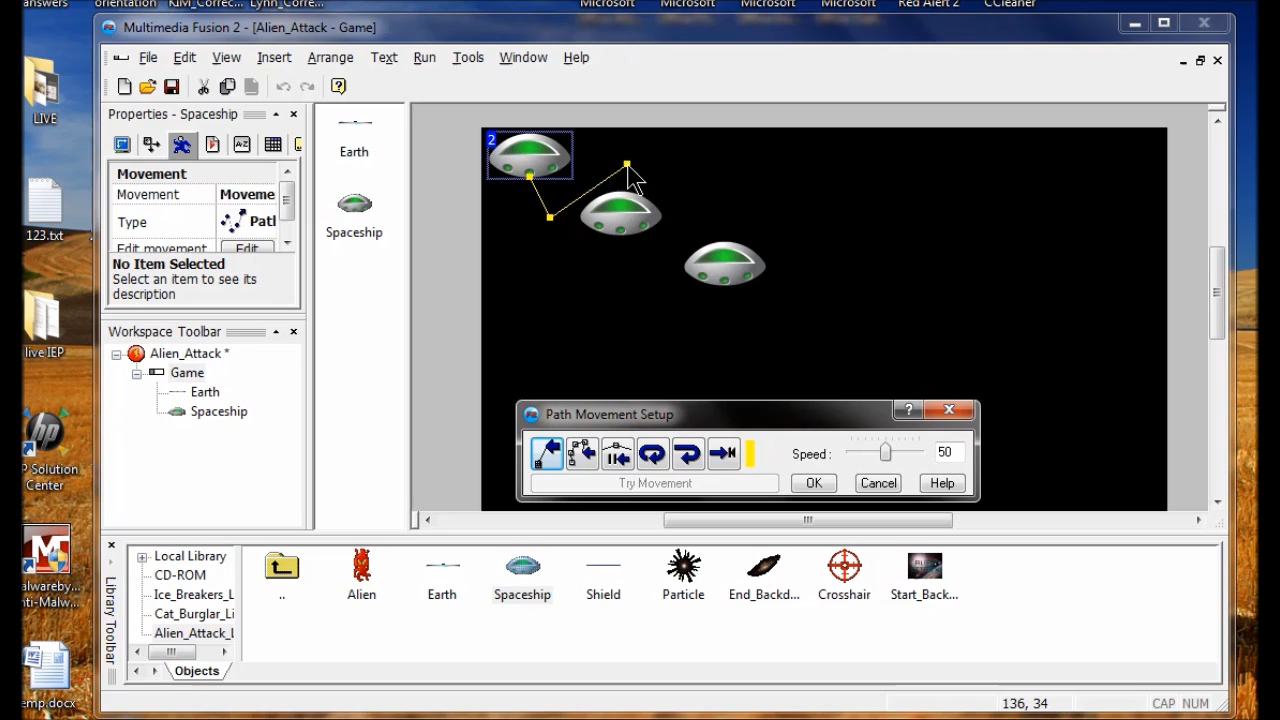 answers
orientation
KIM_Correc...
Lynn_Corre...
Microsoft
Microsoft
Microsoft
Microsoft
Red Alert 2
CCleaner
Multimedia Fusion 2 - [Alien_Attack - Game]
File Edit View Insert Arrange Text Run Tools Window Help
Properties - Spaceship
Movement
Movement Moveme
Type Path
Edit movement Edit
No Item Selected
Select an item to see its
description
Workspace Toolbar
Alien_Attack *
Game
Earth
Spaceship
Earth
Spaceship
2
Path Movement Setup
Speed : 50
Try Movement OK Cancel Help
Library Toolbar
Local Library
CD-ROM
Ice_Breakers_L
Cat_Burglar_Li
Alien_Attack_L
Objects
..
Alien
Earth
Spaceship
Shield
Particle
End_Backd...
Crosshair
Start_Back...
136, 34
CAP NUM
LIVE
123.txt
live IEP
P Solution
Center
alwareby...
nti-Malw...
emp.docx